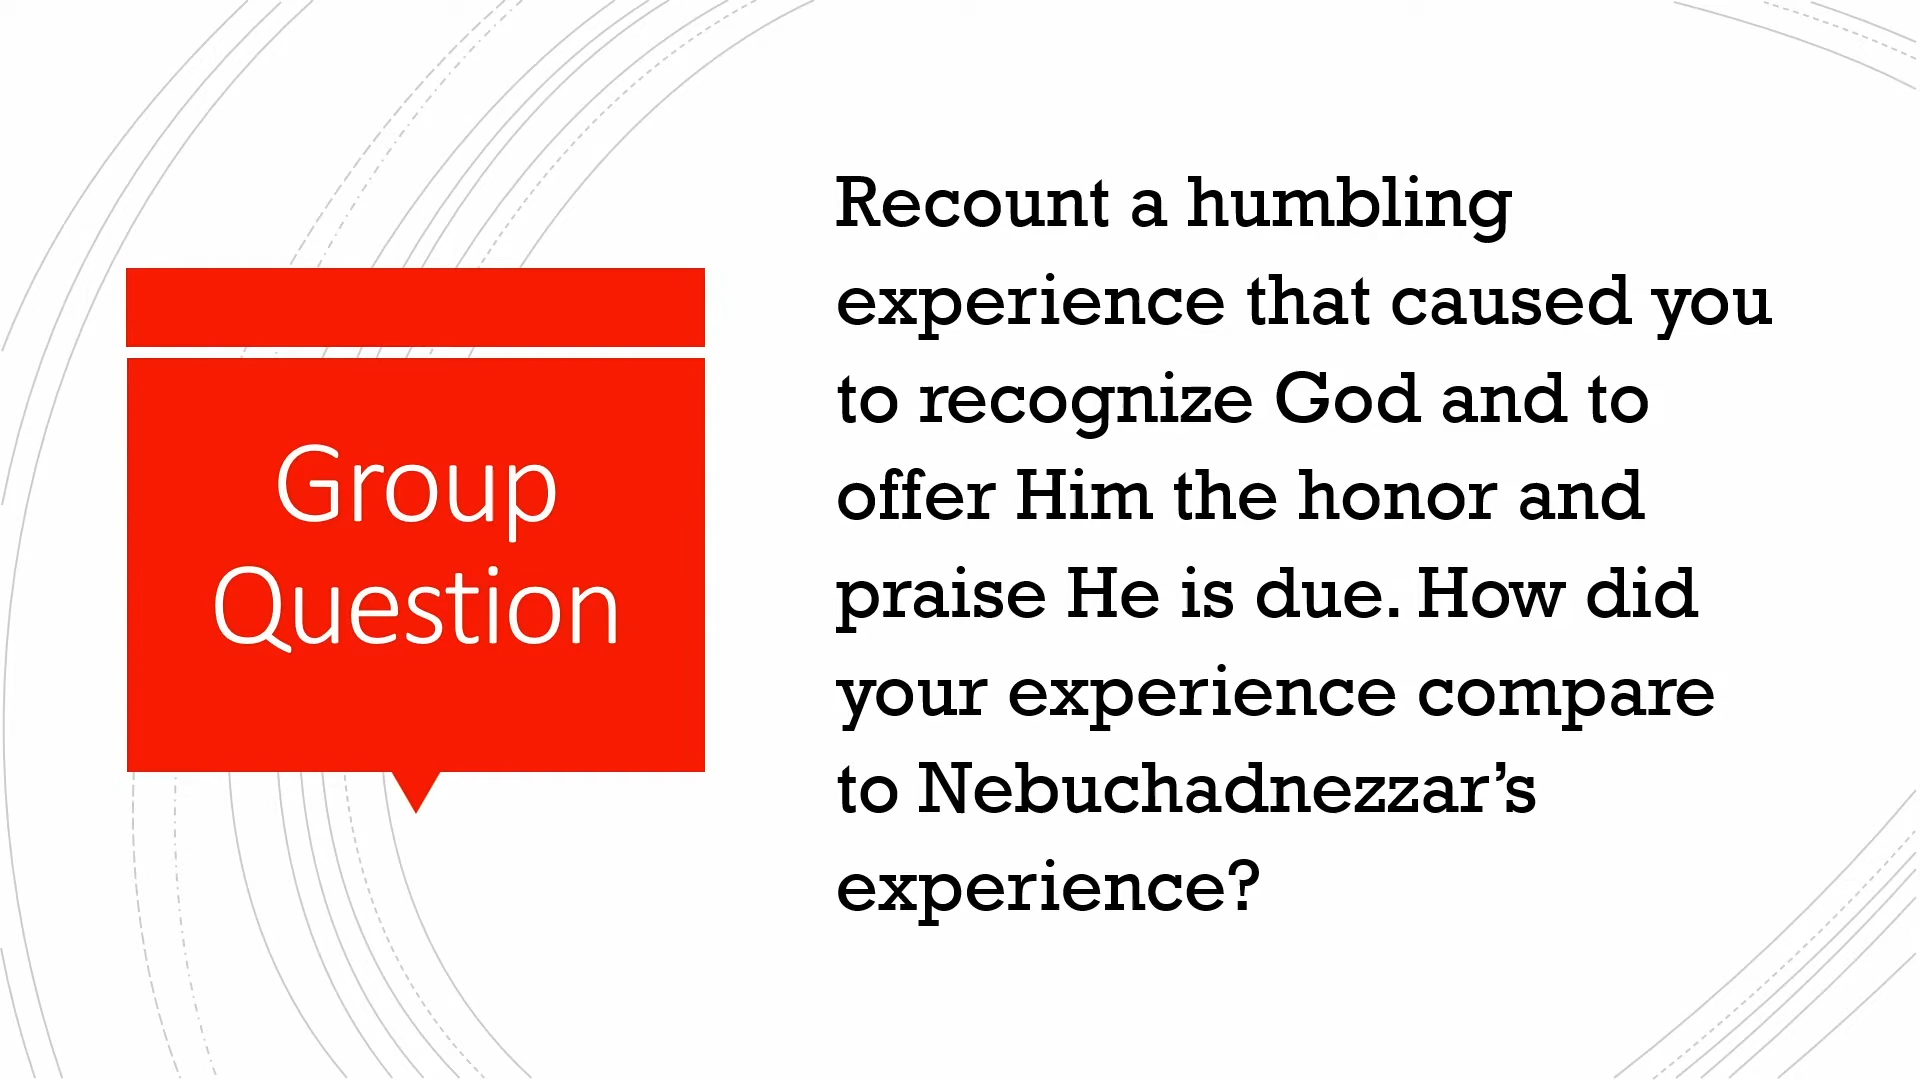 Group
Question
Recount a humbling
experience that caused you
to recognize God and to
offer Him the honor and
praise He is due. How did
your experience compare
to Nebuchadnezzar’s
experience?